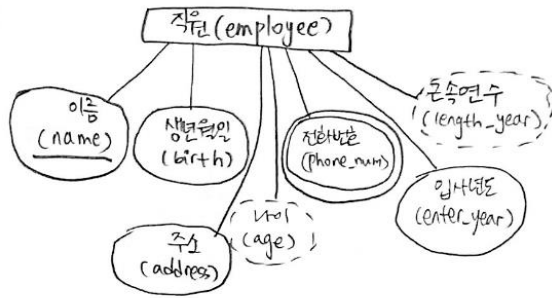 직원(employee)
이름
(name)
생년월일
(birth)
전화번호
(phone_num)
근속연수
(length_year)
입사년도
(enter_year)
주소
(address)
나이
(age)